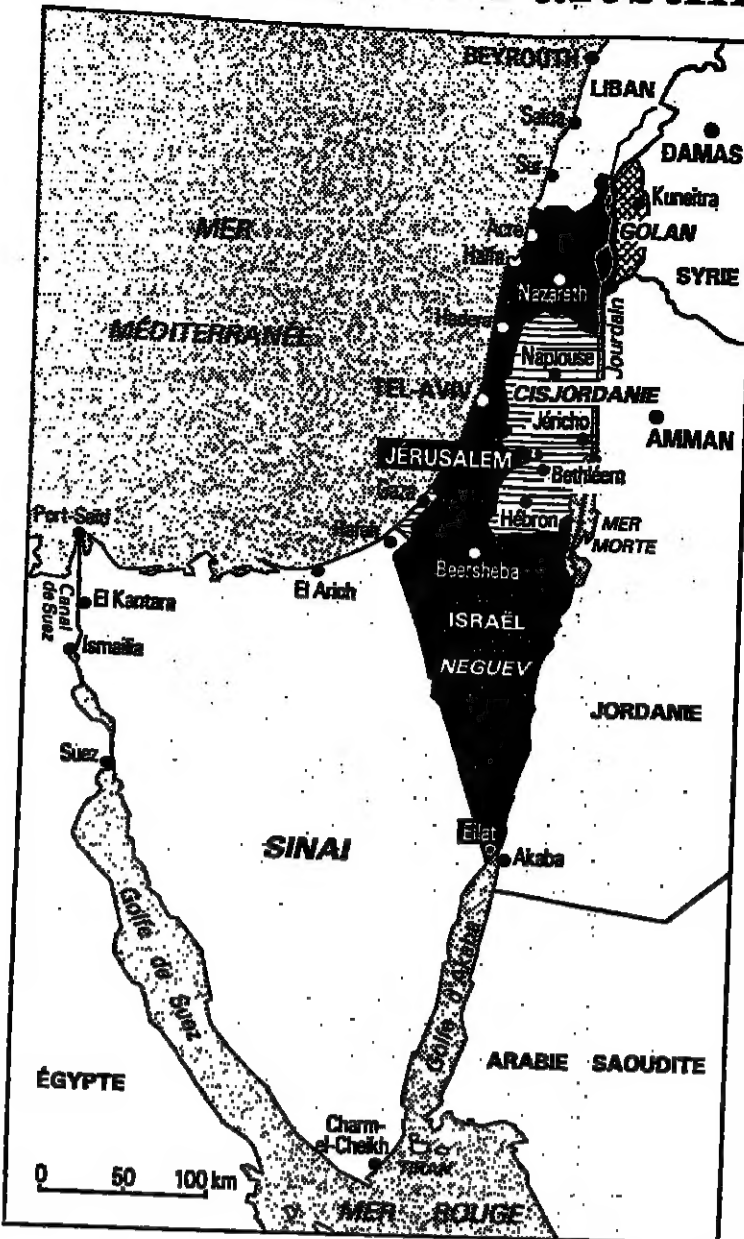 BEYROUTH
LIBAN
Saïda
DAMAS
Sur
Kuneitra
MER
Acre
GOLAN
Haïfa
SYRIE
Nazareth
Hadera
MÉDITERRANÉE
Jourdain
Naplouse
TEL-AVIV
CISJORDANIE
Jéricho
AMMAN
JÉRUSALEM
Bethléem
Gaza
Hébron
MER
MORTE
Port-Saïd
Rafah
Beersheba
El Arich
Canal
de Suez
El Kantara
ISRAËL
Ismaïlia
NEGUEV
JORDANIE
Suez
SINAI
Eilat
Akaba
Golfe de Suez
Golfe d'Akaba
ARABIE SAOUDITE
ÉGYPTE
Charm-
el-Cheikh
TIRAN
0 50 100 km
MER ROUGE